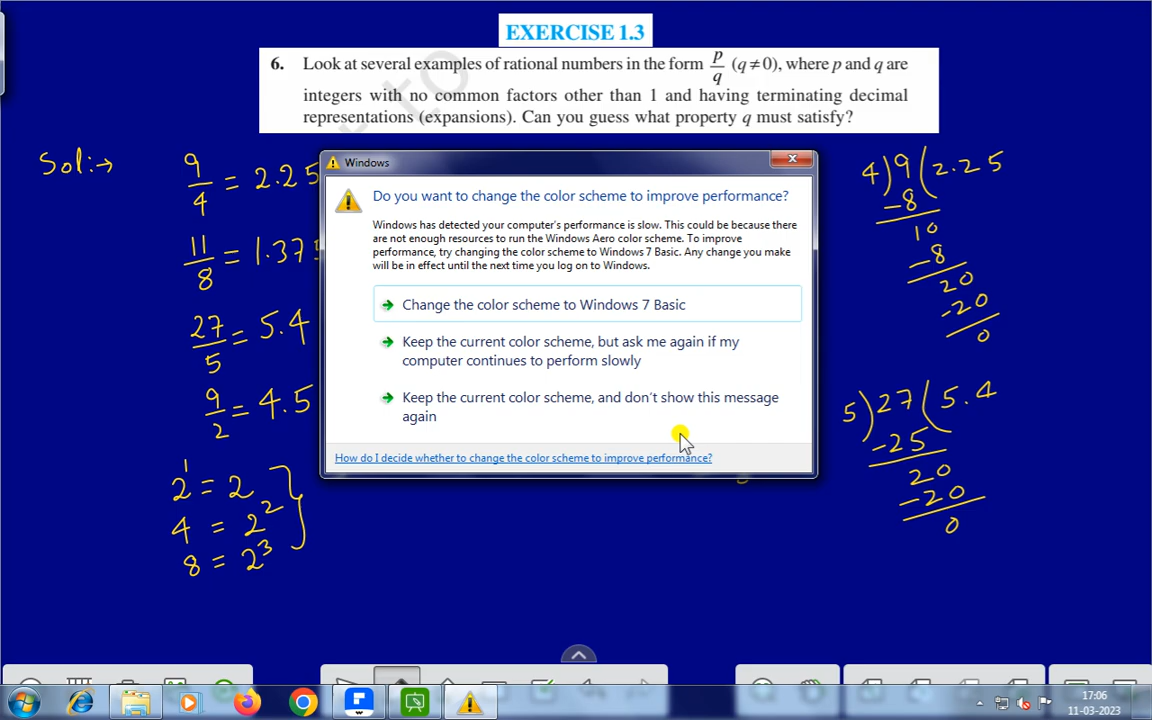 EXERCISE 1.3
6. Look at several examples of rational numbers in the form p/q (q ≠ 0), where p and q are
integers with no common factors other than 1 and having terminating decimal
representations (expansions). Can you guess what property q must satisfy?
Sol:→
9/4 = 2.25
11/8 = 1.375
27/5 = 5.4
9/2 = 4.5
2¹ = 2
4 = 2²
8 = 2³
Windows
Do you want to change the color scheme to improve performance?
Windows has detected your computer's performance is slow. This could be because there
are not enough resources to run the Windows Aero color scheme. To improve
performance, try changing the color scheme to Windows 7 Basic. Any change you make
will be in effect until the next time you log on to Windows.
Change the color scheme to Windows 7 Basic
Keep the current color scheme, but ask me again if my
computer continues to perform slowly
Keep the current color scheme, and don't show this message
again
How do I decide whether to change the color scheme to improve performance?
4)9(2.25
-8
10
-8
20
-20
0
5)27(5.4
-25
20
-20
0
17:06
11-03-2023